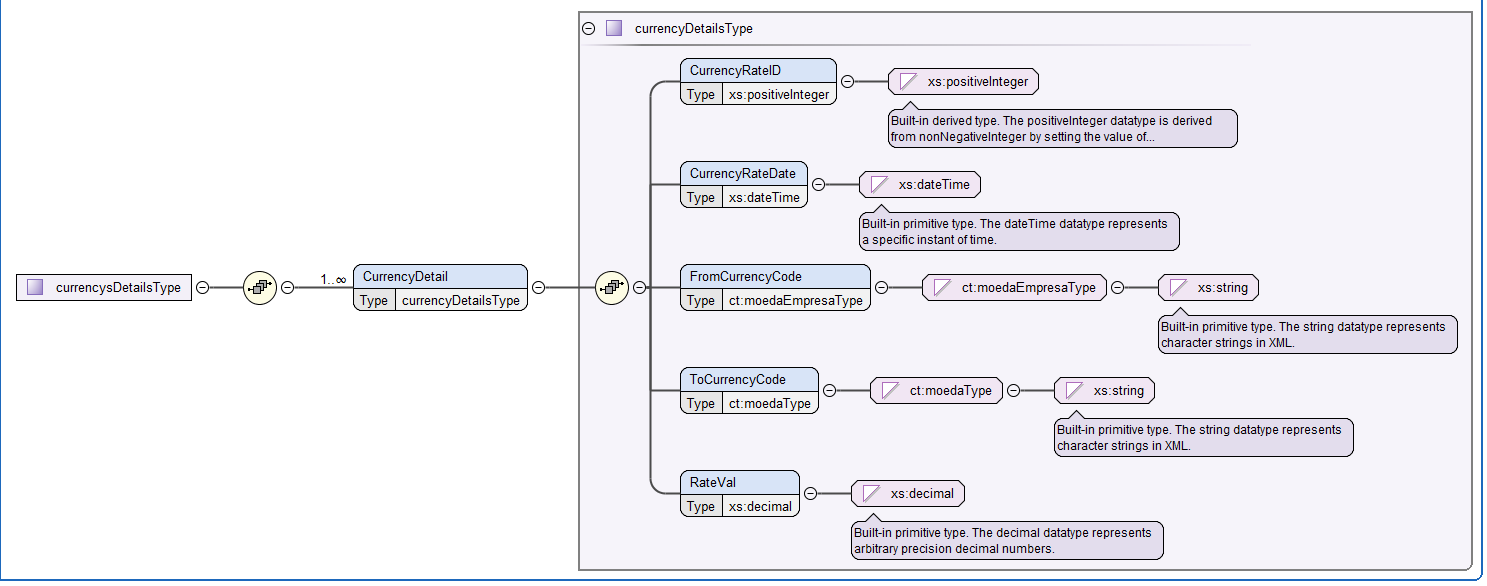 currencyDetailsType
CurrencyRateID
Type xs:positiveInteger
xs:positiveInteger
Built-in derived type. The positiveInteger datatype is derived
from nonNegativeInteger by setting the value of...
CurrencyRateDate
Type xs:dateTime
xs:dateTime
Built-in primitive type. The dateTime datatype represents
a specific instant of time.
currencysDetailsType
1..∞
CurrencyDetail
Type currencyDetailsType
FromCurrencyCode
Type ct:moedaEmpresaType
ct:moedaEmpresaType
xs:string
Built-in primitive type. The string datatype represents
character strings in XML.
ToCurrencyCode
Type ct:moedaType
ct:moedaType
xs:string
Built-in primitive type. The string datatype represents
character strings in XML.
RateVal
Type xs:decimal
xs:decimal
Built-in primitive type. The decimal datatype represents
arbitrary precision decimal numbers.